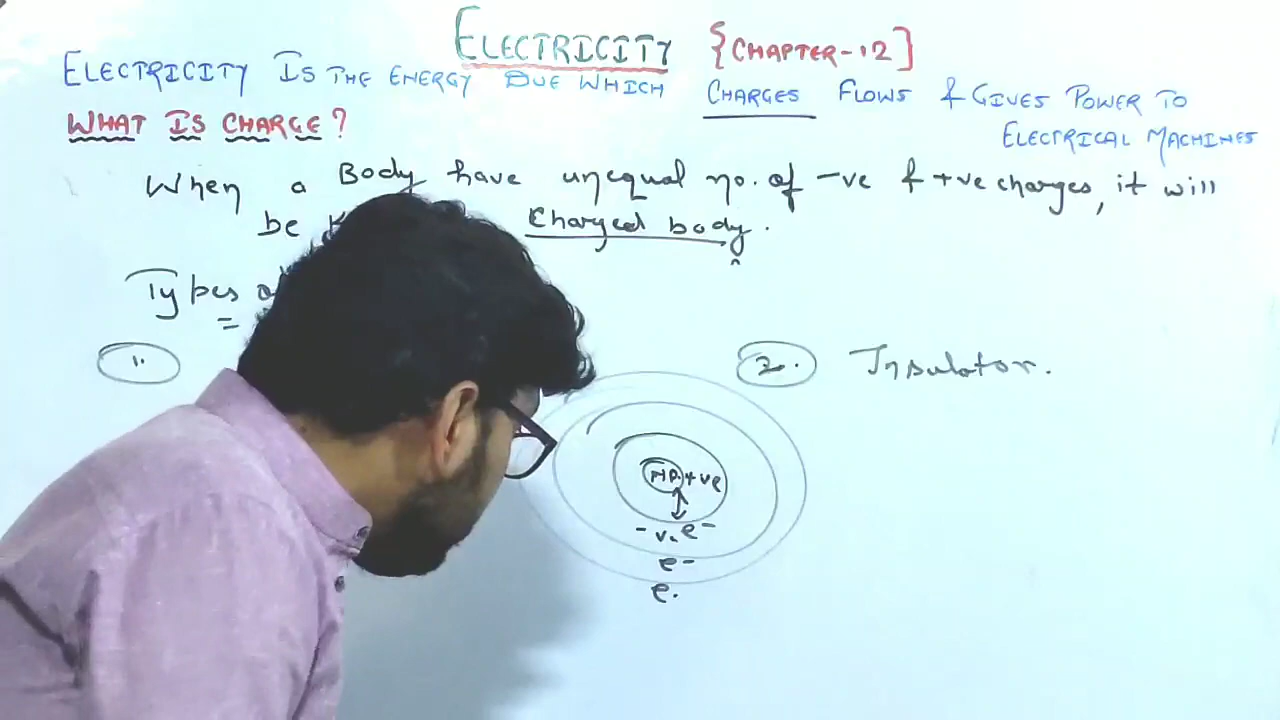 ELECTRICITY {CHAPTER-12]
ELECTRICITY IS THE ENERGY DUE WHICH CHARGES FLOWS & GIVES POWER TO
ELECTRICAL MACHINES
WHAT IS CHARGE?
When a Body have unequal no. of -ve & +ve charges, it will
be Charged body.
Types
1.
2. Insulator.
+ve
e-
e-
e.